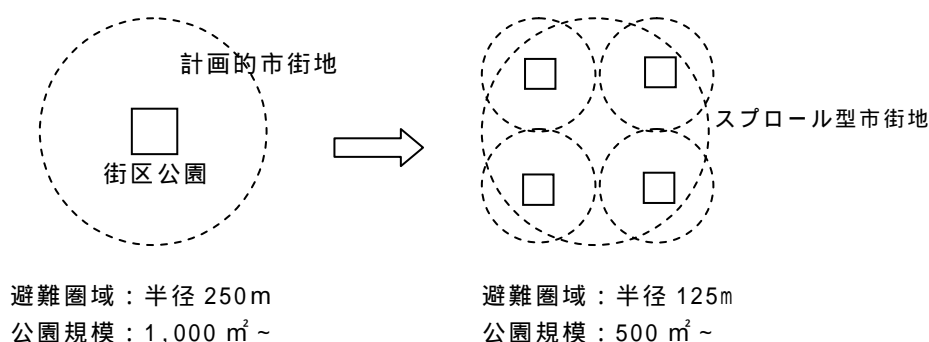 計画的市街地
街区公園
スプロール型市街地
避難圏域：半径 250m
公園規模：1,000 ㎡~
避難圏域：半径 125m
公園規模：500 ㎡~